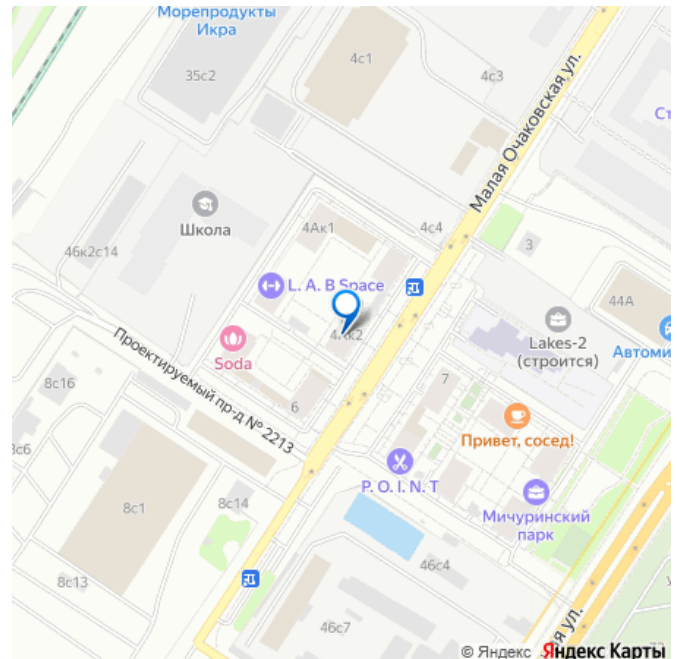 Морепродукты
Икра
35с2
4с1
4с3
Ст
Малая Очаковская ул.
Школа
4Ак1
4с4
3
46к2с14
L. A. B Space
44А
4Ак2
Lakes-2
(строится)
Автоми
Проектируемый пр-д № 2213
Soda
8с16
7
6
Привет, сосед!
3с6
P. O. I. N. T
8с1
8с14
Мичуринский
парк
46с4
8с13
46с7
ая ул.
© Яндекс Яндекс Карты